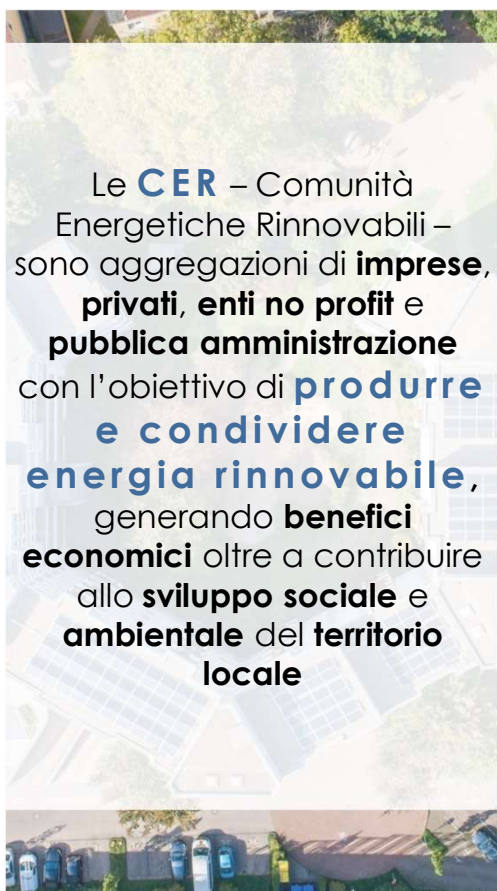 Le CER – Comunità
Energetiche Rinnovabili –
sono aggregazioni di imprese,
privati, enti no profit e
pubblica amministrazione
con l’obiettivo di produrre
e condividere
energia rinnovabile,
generando benefici
economici oltre a contribuire
allo sviluppo sociale e
ambientale del territorio
locale